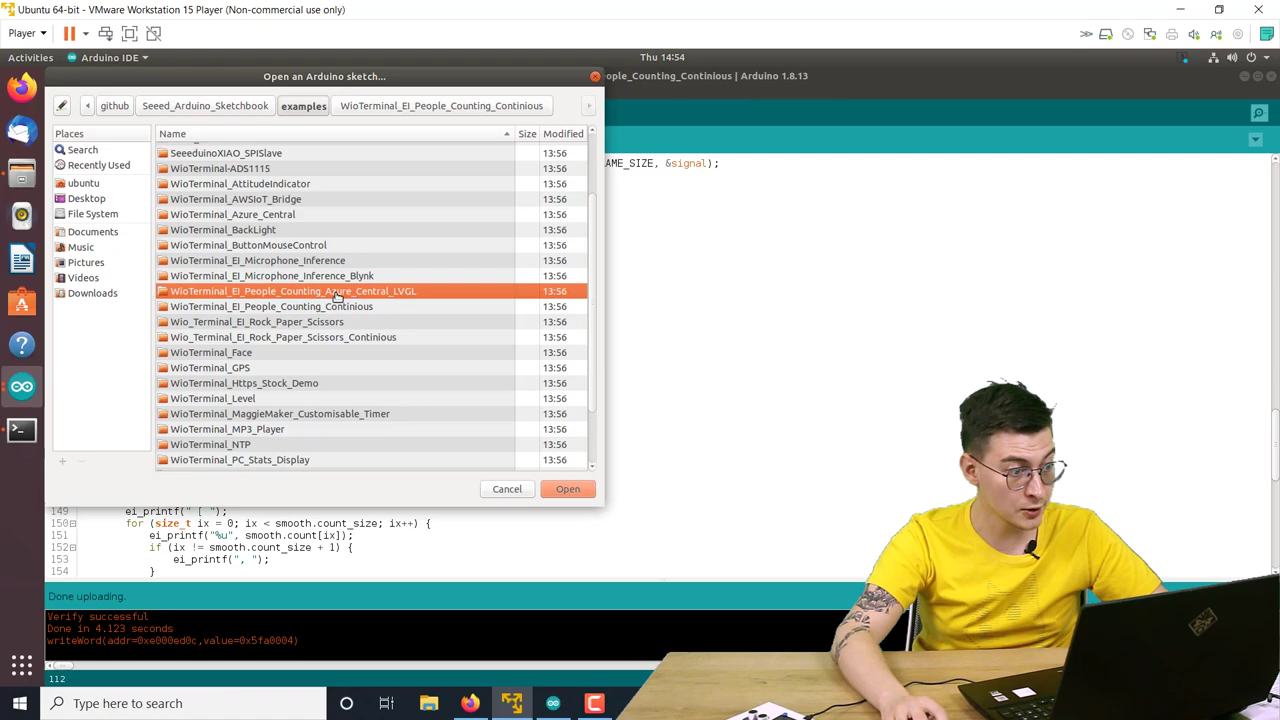 Ubuntu 64-bit - VMware Workstation 15 Player (Non-commercial use only)
Player
Activities
Arduino IDE
Thu 14:54
Open an Arduino sketch...
eople_Counting_Continious | Arduino 1.8.13
github
Seeed_Arduino_Sketchbook
examples
WioTerminal_EI_People_Counting_Continious
Places
Name
Size
Modified
Search
Recently Used
ubuntu
Desktop
File System
Documents
Music
Pictures
Videos
Downloads
SeeeduinoXIAO_SPISlave 13:56
WioTerminal-ADS1115 13:56
WioTerminal_AttitudeIndicator 13:56
WioTerminal_AWSIoT_Bridge 13:56
WioTerminal_Azure_Central 13:56
WioTerminal_BackLight 13:56
WioTerminal_ButtonMouseControl 13:56
WioTerminal_EI_Microphone_Inference 13:56
WioTerminal_EI_Microphone_Inference_Blynk 13:56
WioTerminal_EI_People_Counting_Azure_Central_LVGL 13:56
WioTerminal_EI_People_Counting_Continious 13:56
Wio_Terminal_EI_Rock_Paper_Scissors 13:56
Wio_Terminal_EI_Rock_Paper_Scissors_Continious 13:56
WioTerminal_Face 13:56
WioTerminal_GPS 13:56
WioTerminal_Https_Stock_Demo 13:56
WioTerminal_Level 13:56
WioTerminal_MaggieMaker_Customisable_Timer 13:56
WioTerminal_MP3_Player 13:56
WioTerminal_NTP 13:56
WioTerminal_PC_Stats_Display 13:56
Cancel
Open
AME_SIZE, &signal);
149 ei_printf(" [ ");
150 for (size_t ix = 0; ix < smooth.count_size; ix++) {
151 ei_printf("%u", smooth.count[ix]);
152 if (ix != smooth.count_size + 1) {
153 ei_printf(", ");
154 }
Done uploading.
Verify successful
Done in 4.123 seconds
writeWord(addr=0xe000ed0c,value=0x5fa0004)
112
Type here to search